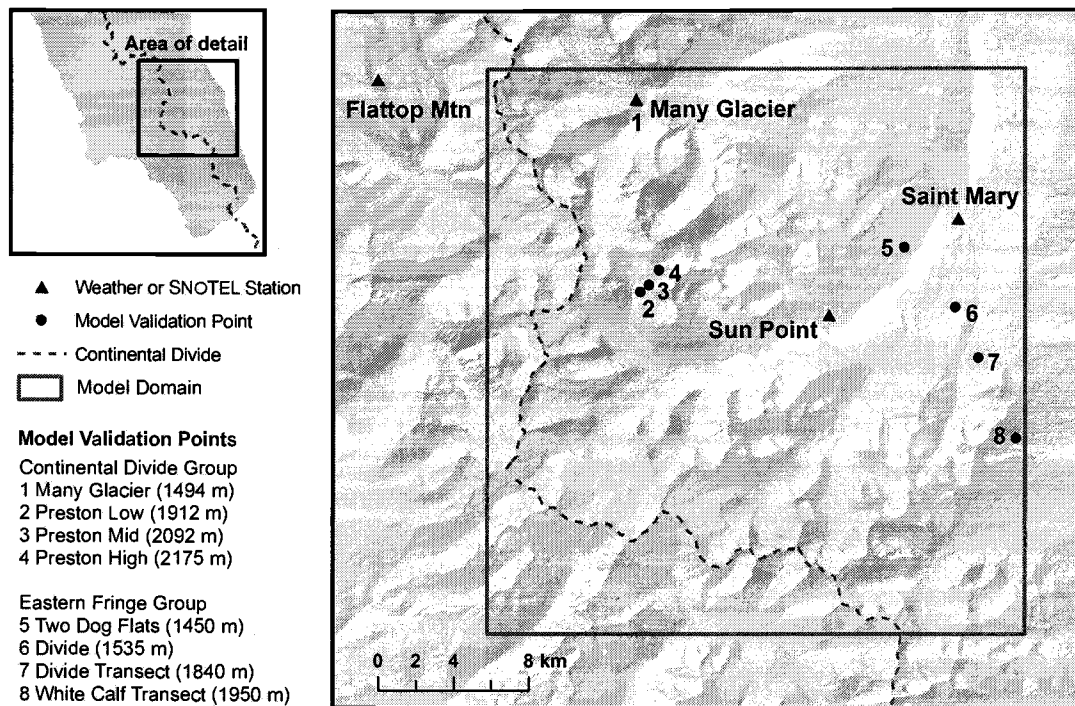 Area of detail
Weather or SNOTEL Station
Model Validation Point
Continental Divide
Model Domain
Model Validation Points
Continental Divide Group
1 Many Glacier (1494 m)
2 Preston Low (1912 m)
3 Preston Mid (2092 m)
4 Preston High (2175 m)
Eastern Fringe Group
5 Two Dog Flats (1450 m)
6 Divide (1535 m)
7 Divide Transect (1840 m)
8 White Calf Transect (1950 m)
Flattop Mtn
Many Glacier
1
Saint Mary
5
4
3
2
Sun Point
6
7
8
0 2 4 8 km